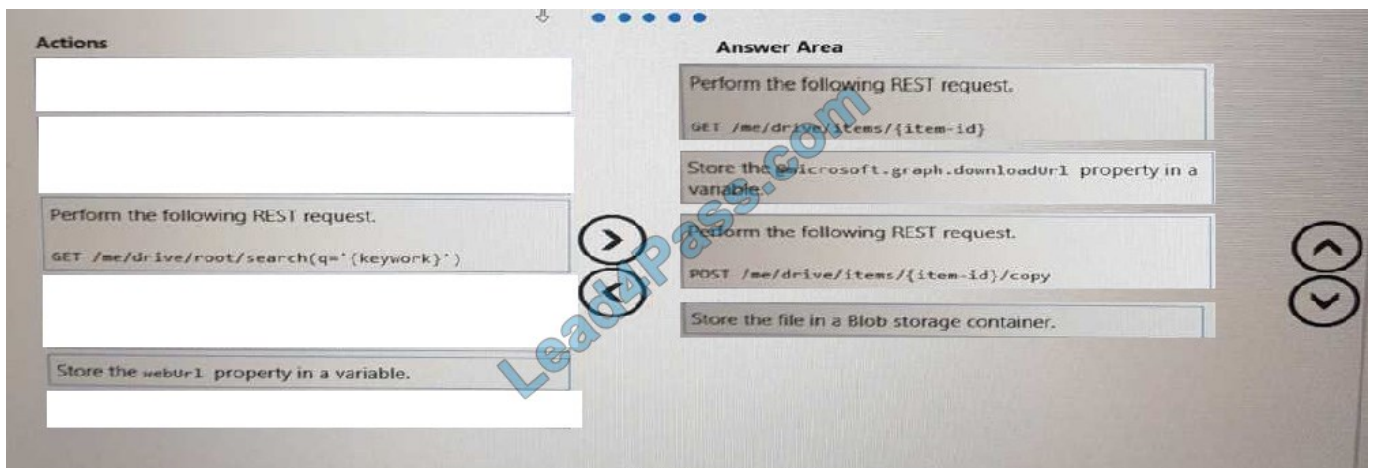 Actions
Answer Area
Perform the following REST request.
GET /me/drive/root/search(q='{keywork}')
Store the webUrl property in a variable.
Perform the following REST request.
GET /me/drive/items/{item-id}
Store the @microsoft.graph.downloadUrl property in a
variable.
Perform the following REST request.
POST /me/drive/items/{item-id}/copy
Store the file in a Blob storage container.
Lead4Pass.com